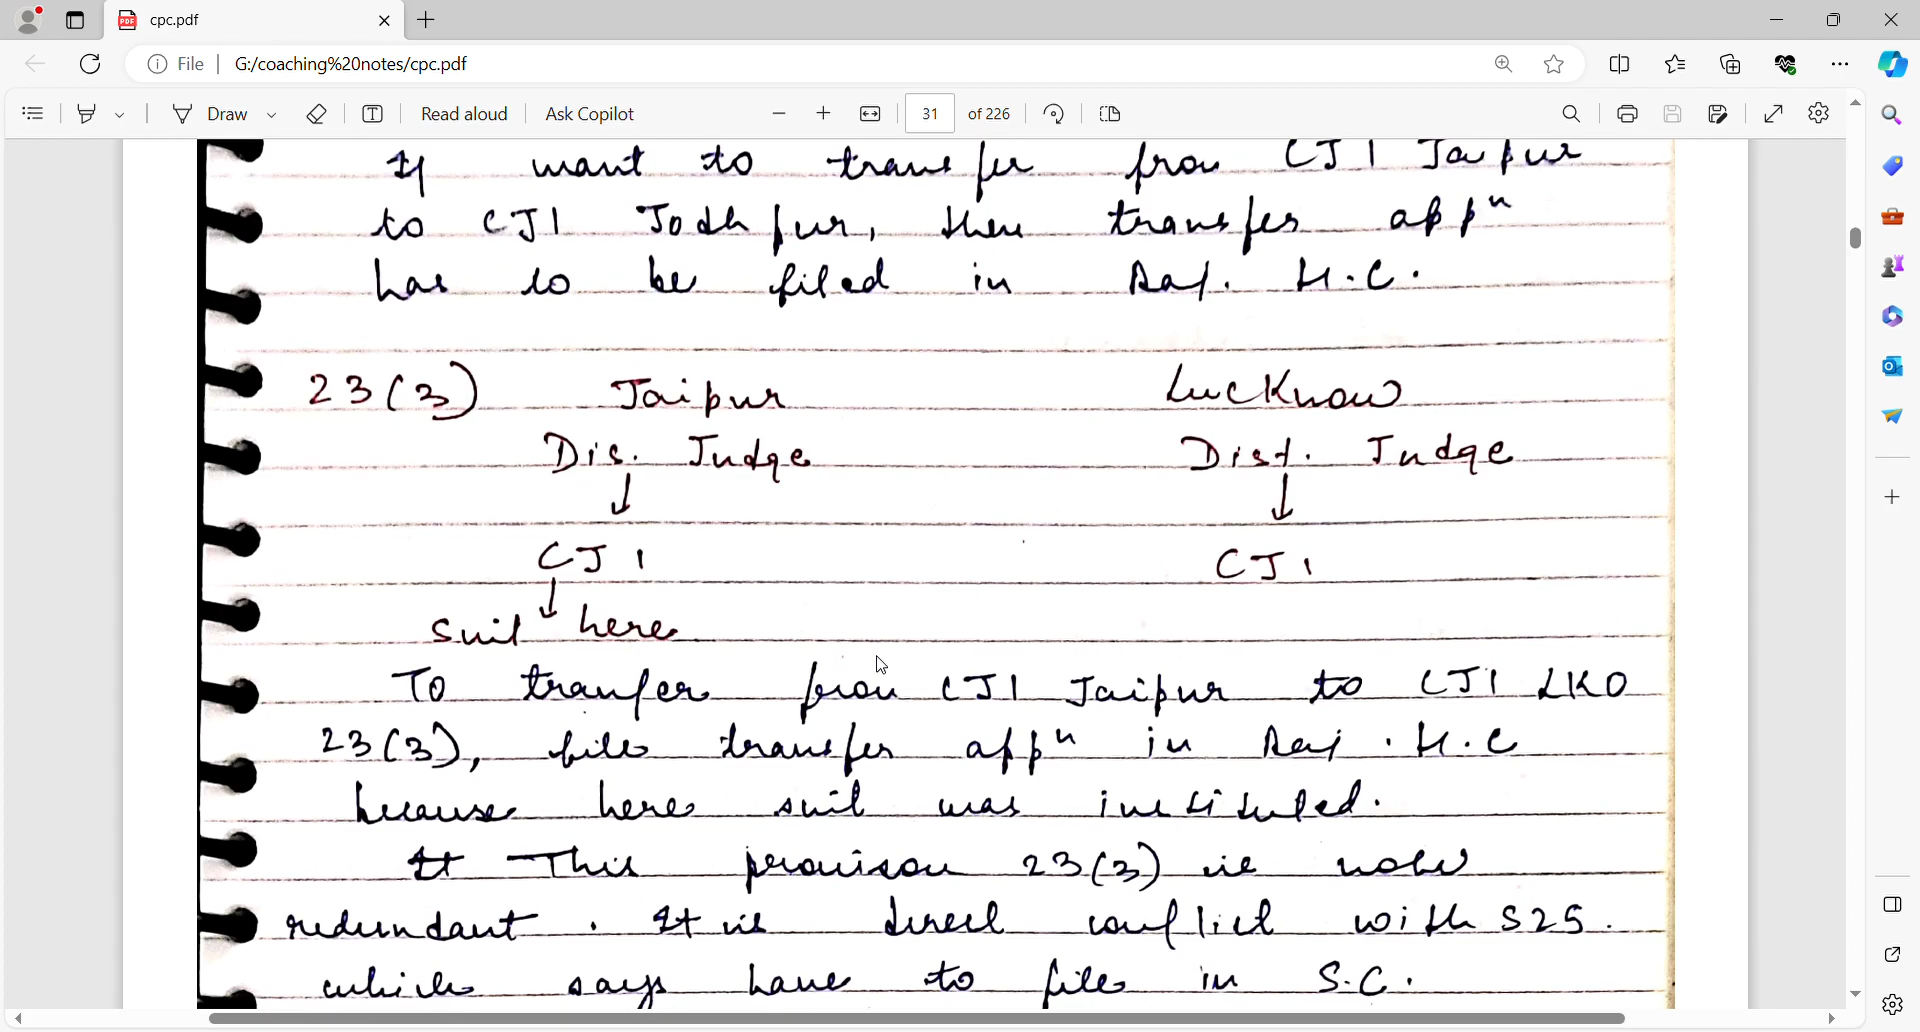 cpc.pdf
File
G:/coaching%20notes/cpc.pdf
Draw
Read aloud
Ask Copilot
31
of 226
If want to transfer from CJ1 Jaipur
to CJ1 Jodhpur, then transfer appn
has to be filed in Raj. H.C.
23(3) Jaipur Lucknow
Dis. Judge Dist. Judge
CJ1 CJ1
suit here
To tranfer from CJ1 Jaipur to CJ1 LKO
23(3), file transfer appn in Raj. H.C
because here suit was instituted.
It This provison 23(3) is now
redundant. It is direct conflict with S25.
which says have to file in S.C.